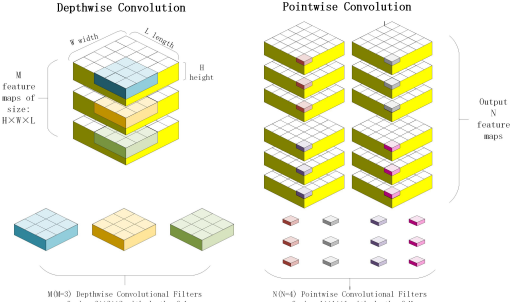 Depthwise Convolution
Pointwise Convolution
W width
L length
H
height
M
feature
maps of
size:
H×W×L
Output
N
feature
maps
M(M=3) Depthwise Convolutional Filters
N(N=4) Pointwise Convolutional Filters